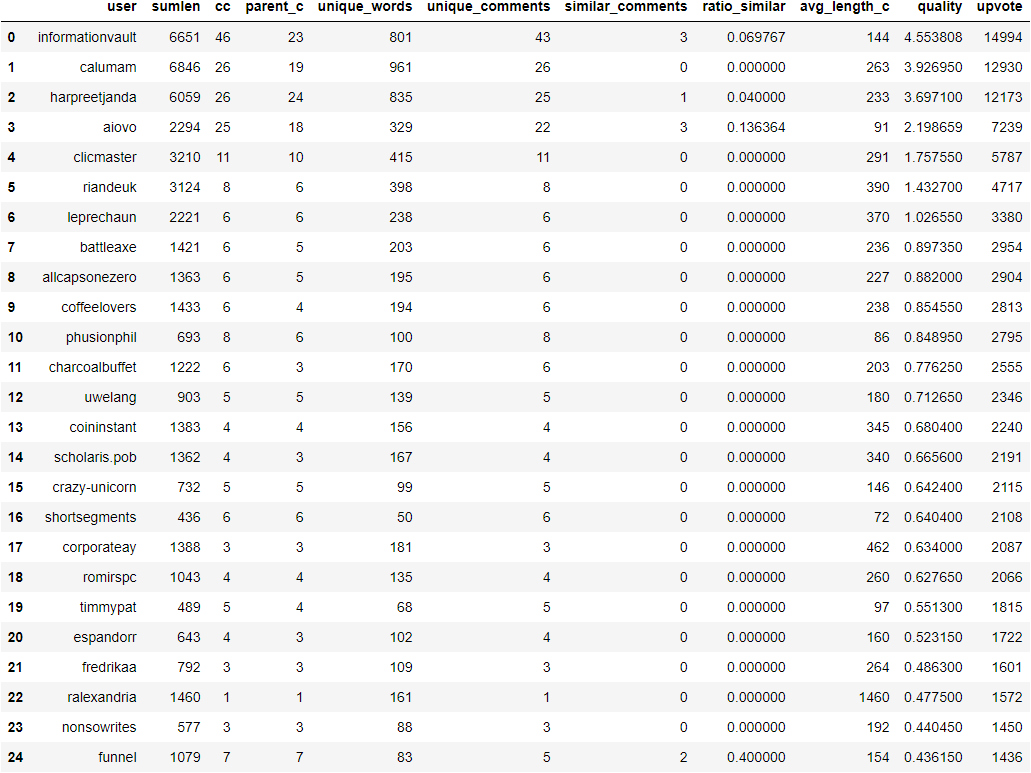 user sumlen cc parent_c unique_words unique_comments similar_comments ratio_similar avg_length_c quality upvote
0 informationvault 6651 46 23 801 43 3 0.069767 144 4.553808 14994
1 calumam 6846 26 19 961 26 0 0.000000 263 3.926950 12930
2 harpreetjanda 6059 26 24 835 25 1 0.040000 233 3.697100 12173
3 aiovo 2294 25 18 329 22 3 0.136364 91 2.198659 7239
4 clicmaster 3210 11 10 415 11 0 0.000000 291 1.757550 5787
5 riandeuk 3124 8 6 398 8 0 0.000000 390 1.432700 4717
6 leprechaun 2221 6 6 238 6 0 0.000000 370 1.026550 3380
7 battleaxe 1421 6 5 203 6 0 0.000000 236 0.897350 2954
8 allcapsonezero 1363 6 5 195 6 0 0.000000 227 0.882000 2904
9 coffeelovers 1433 6 4 194 6 0 0.000000 238 0.854550 2813
10 phusionphil 693 8 6 100 8 0 0.000000 86 0.848950 2795
11 charcoalbuffet 1222 6 3 170 6 0 0.000000 203 0.776250 2555
12 uwelang 903 5 5 139 5 0 0.000000 180 0.712650 2346
13 coininstant 1383 4 4 156 4 0 0.000000 345 0.680400 2240
14 scholaris.pob 1362 4 3 167 4 0 0.000000 340 0.665600 2191
15 crazy-unicorn 732 5 5 99 5 0 0.000000 146 0.642400 2115
16 shortsegments 436 6 6 50 6 0 0.000000 72 0.640400 2108
17 corporateay 1388 3 3 181 3 0 0.000000 462 0.634000 2087
18 romirspc 1043 4 4 135 4 0 0.000000 260 0.627650 2066
19 timmypat 489 5 4 68 5 0 0.000000 97 0.551300 1815
20 espandorr 643 4 3 102 4 0 0.000000 160 0.523150 1722
21 fredrikaa 792 3 3 109 3 0 0.000000 264 0.486300 1601
22 ralexandria 1460 1 1 161 1 0 0.000000 1460 0.477500 1572
23 nonsowrites 577 3 3 88 3 0 0.000000 192 0.440450 1450
24 funnel 1079 7 7 83 5 2 0.400000 154 0.436150 1436